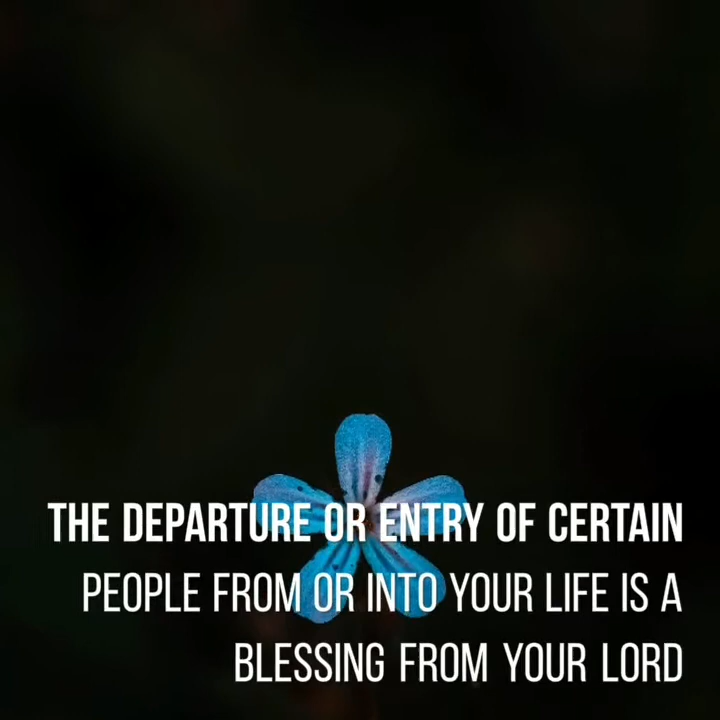 THE DEPARTURE OR ENTRY OF CERTAIN
PEOPLE FROM OR INTO YOUR LIFE IS A
BLESSING FROM YOUR LORD